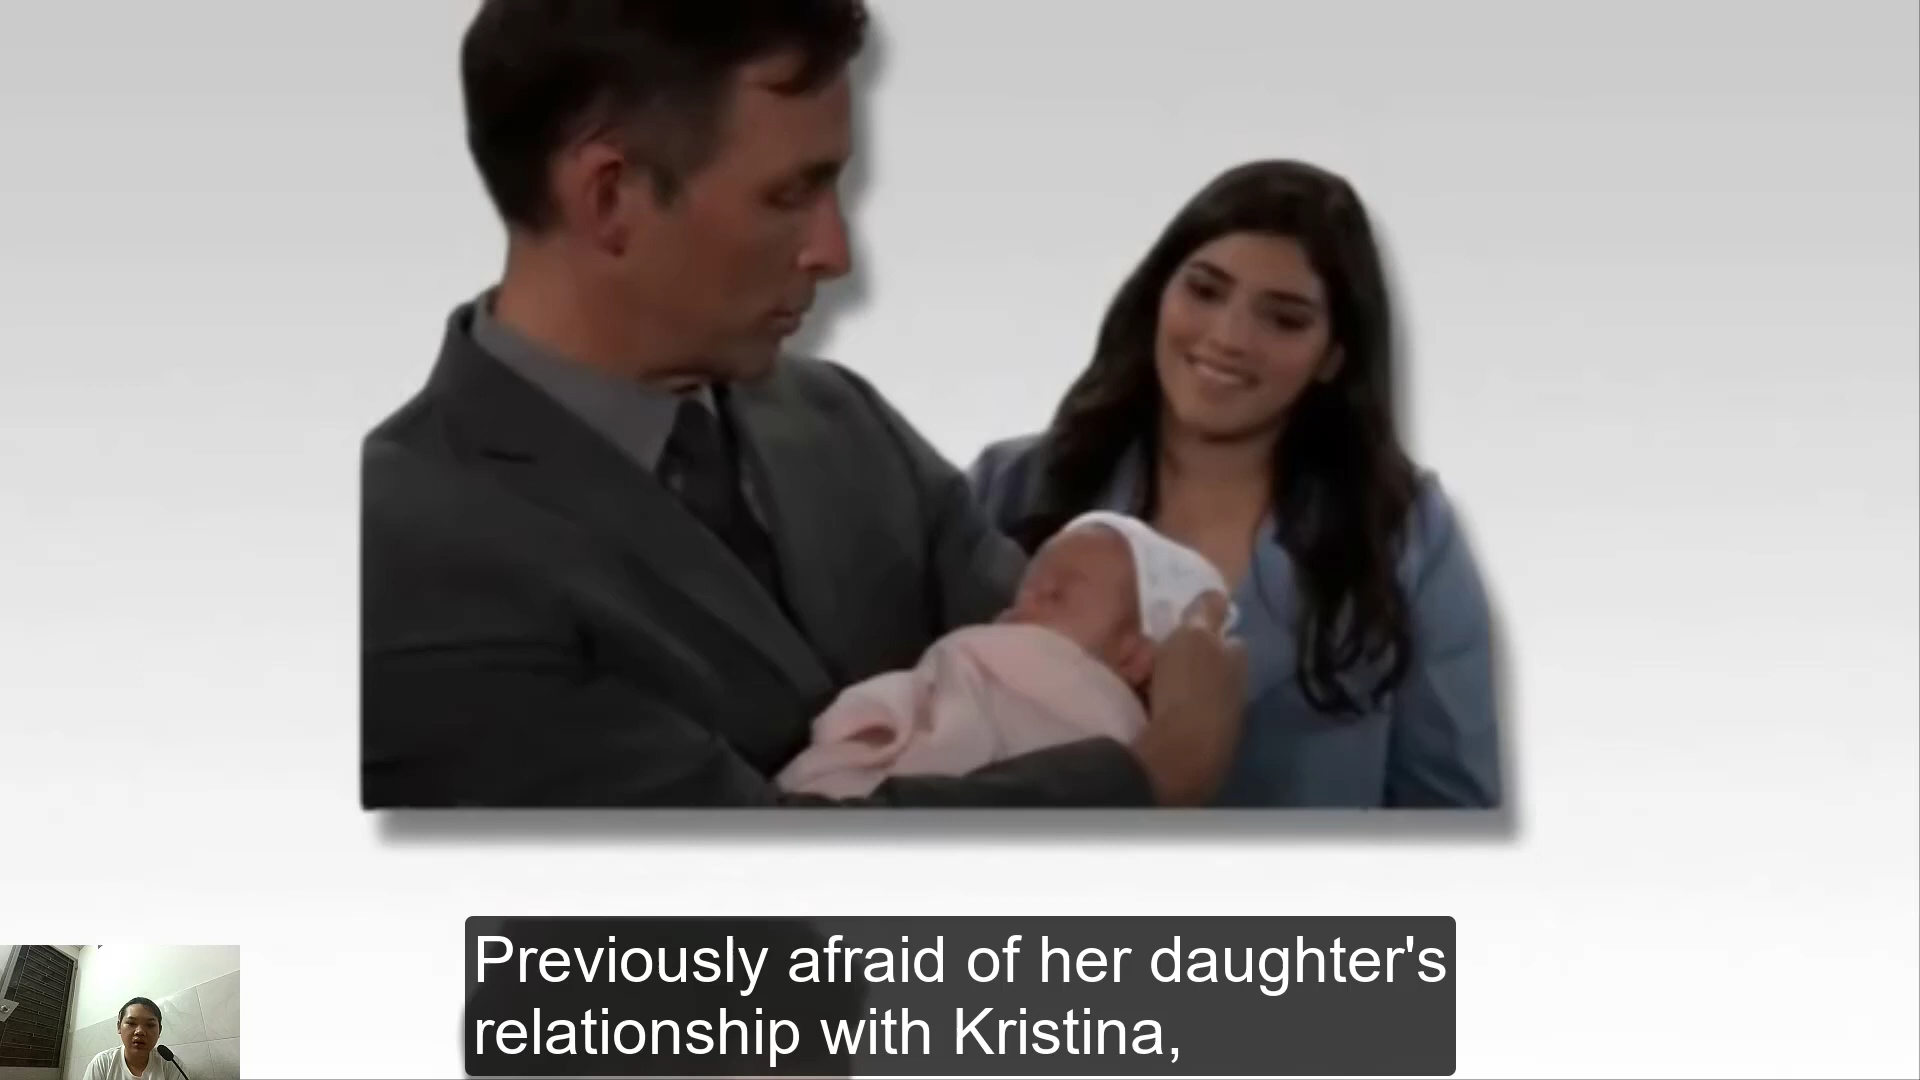 Previously afraid of her daughter's
relationship with Kristina,